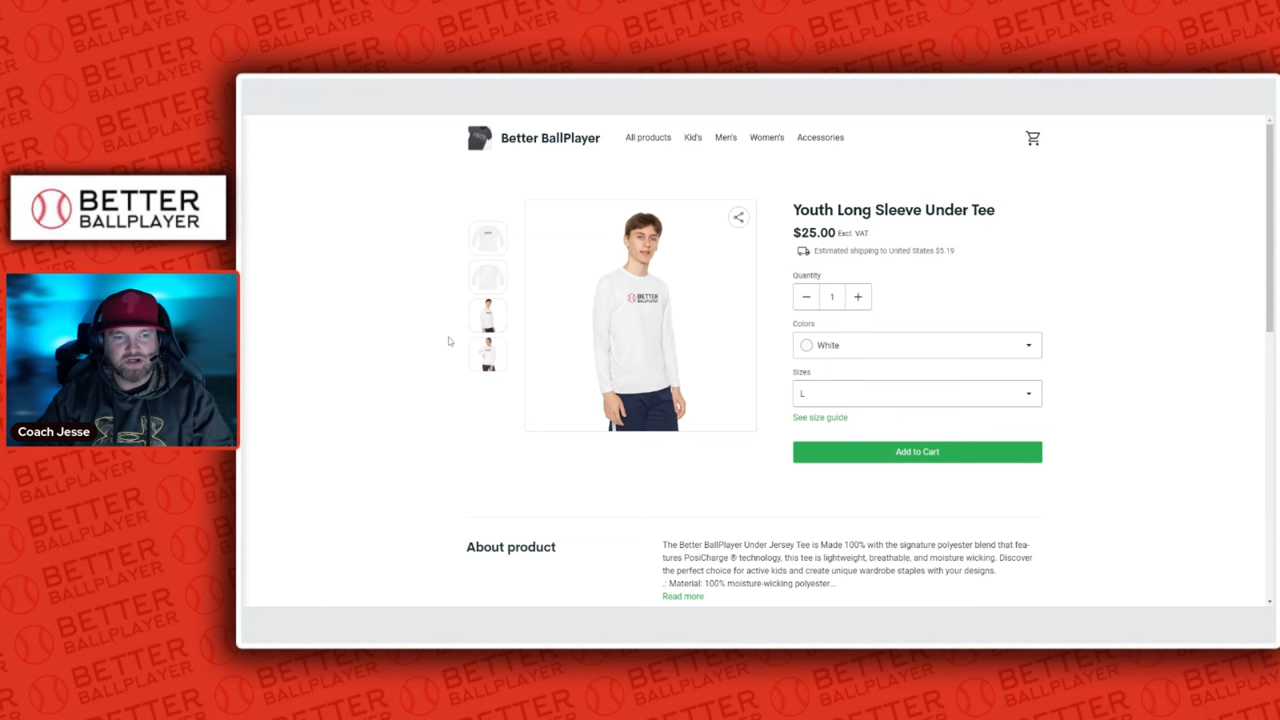 BETTER
BALLPLAYER
Coach Jesse
Better BallPlayer
All products
Kid's
Men's
Women's
Accessories
BETTER
BALLPLAYER
Youth Long Sleeve Under Tee
$25.00 Excl. VAT
Estimated shipping to United States $5.19
Quantity
1
Colors
White
Sizes
L
See size guide
Add to Cart
About product
The Better BallPlayer Under Jersey Tee is Made 100% with the signature polyester blend that fea-
tures PosiCharge ® technology, this tee is lightweight, breathable, and moisture wicking. Discover
the perfect choice for active kids and create unique wardrobe staples with your designs.
.: Material: 100% moisture-wicking polyester...
Read more